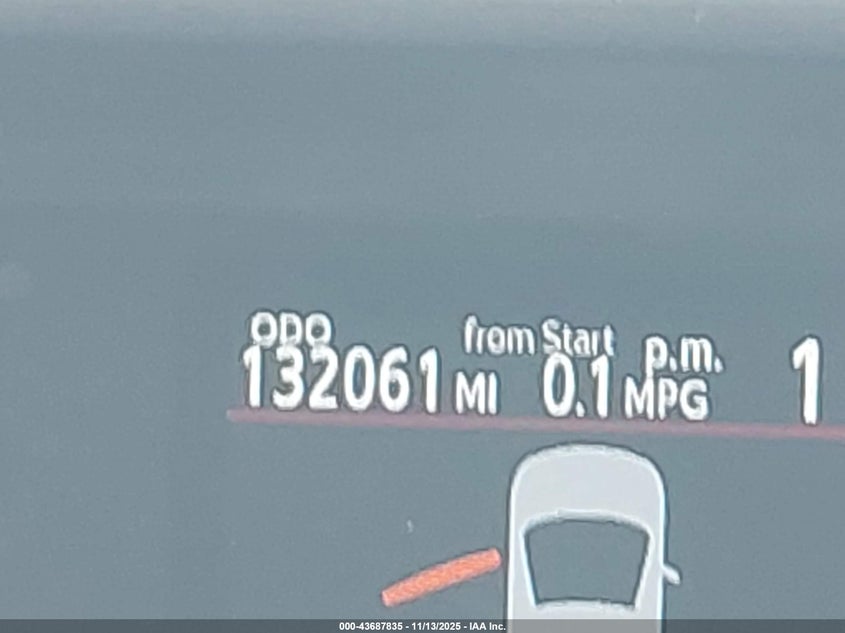 ODO from Start p.m.
132061 MI 0.1 MPG 1
000-43687835 - 11/13/2025 - IAA Inc.